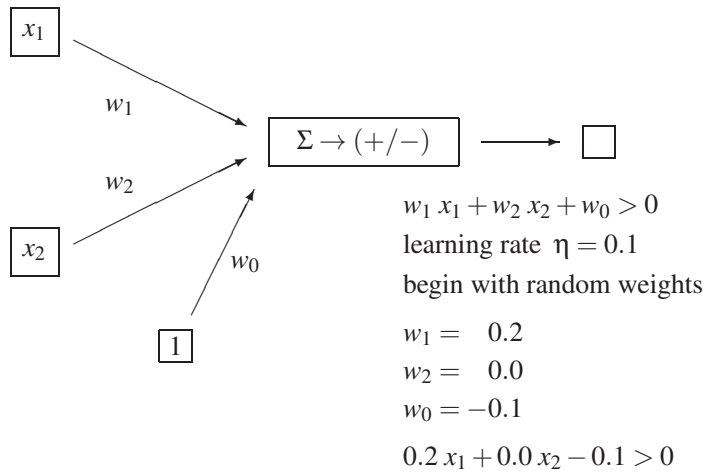 x₁
w₁
Σ → (+/−)
w₂
w₁ x₁ + w₂ x₂ + w₀ > 0
x₂
learning rate η = 0.1
w₀
begin with random weights
1
w₁ = 0.2
w₂ = 0.0
w₀ = −0.1
0.2 x₁ + 0.0 x₂ − 0.1 > 0